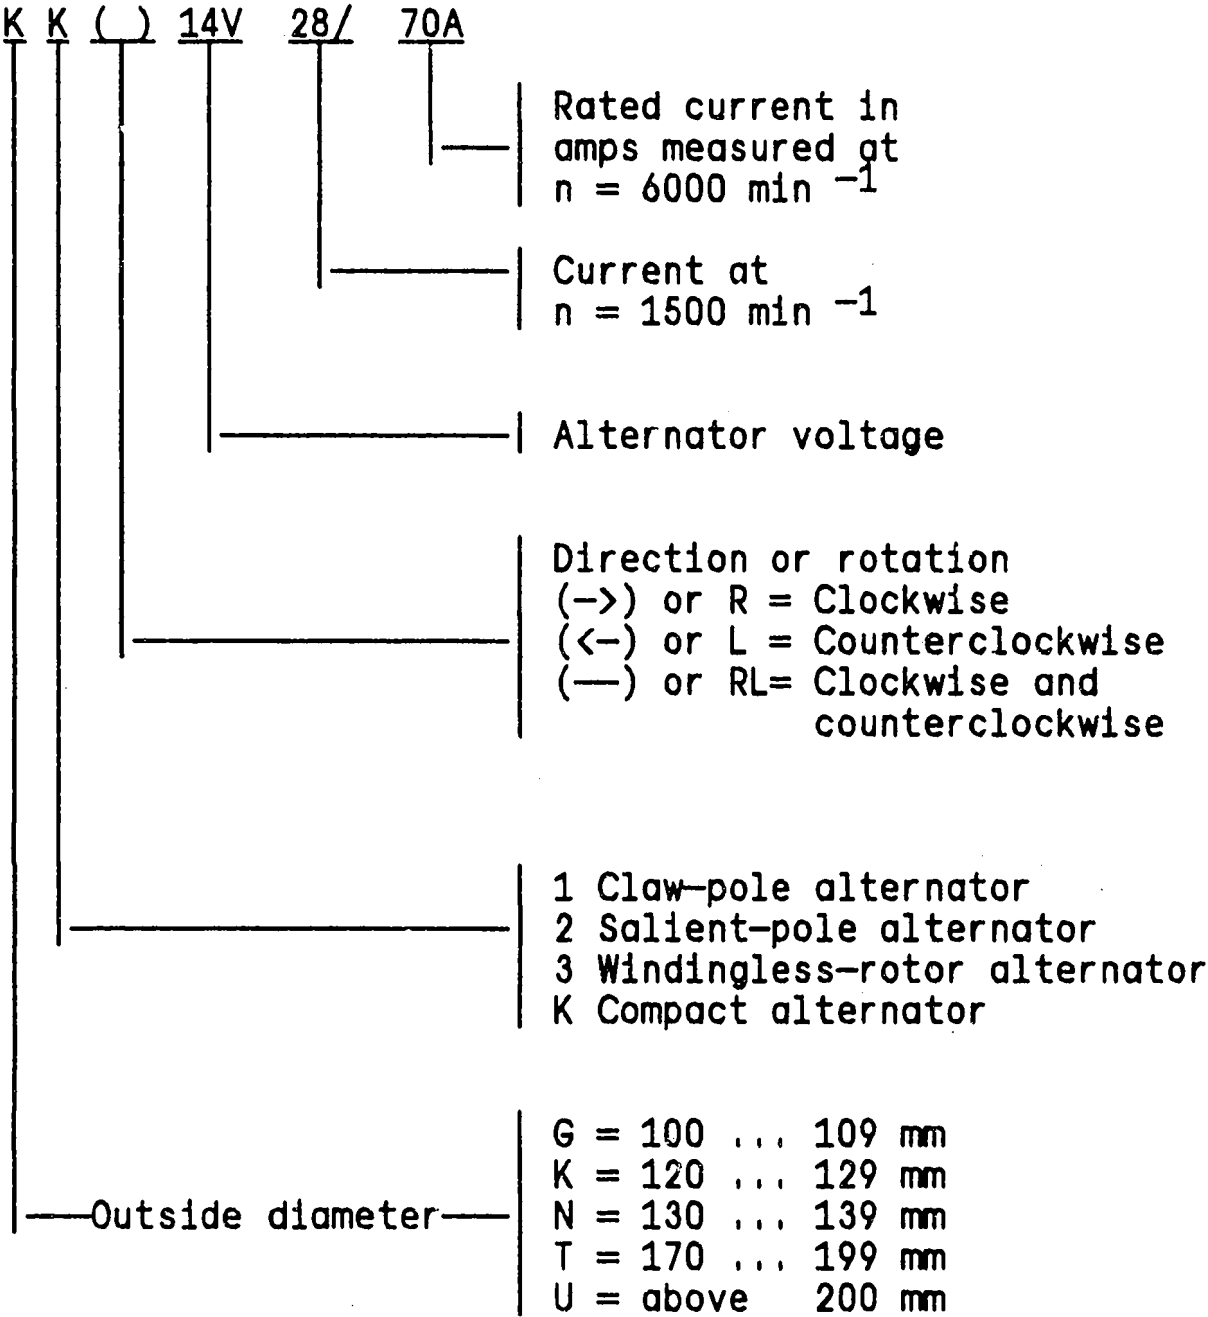 K K ( ) 14V 28/ 70A
Rated current in
amps measured at
n = 6000 min -1
Current at
n = 1500 min -1
Alternator voltage
Direction or rotation
(->) or R = Clockwise
(<-) or L = Counterclockwise
(—) or RL= Clockwise and
counterclockwise
1 Claw-pole alternator
2 Salient-pole alternator
3 Windingless-rotor alternator
K Compact alternator
Outside diameter
G = 100 ... 109 mm
K = 120 ... 129 mm
N = 130 ... 139 mm
T = 170 ... 199 mm
U = above 200 mm